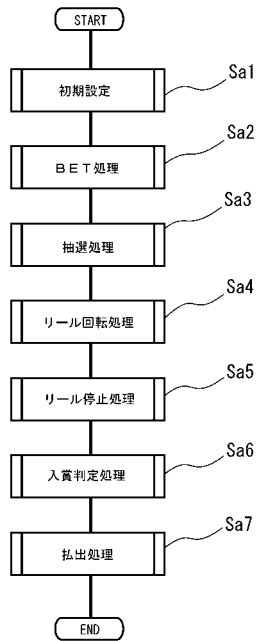 START
初期設定
Sa1
ＢＥＴ処理
Sa2
抽選処理
Sa3
リール回転処理
Sa4
リール停止処理
Sa5
入賞判定処理
Sa6
払出処理
Sa7
END